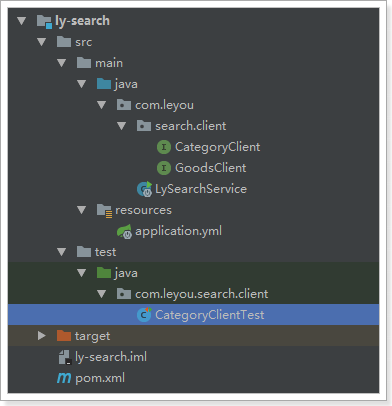 ly-search
src
main
java
com.leyou
search.client
CategoryClient
GoodsClient
LySearchService
resources
application.yml
test
java
com.leyou.search.client
CategoryClientTest
target
ly-search.iml
pom.xml